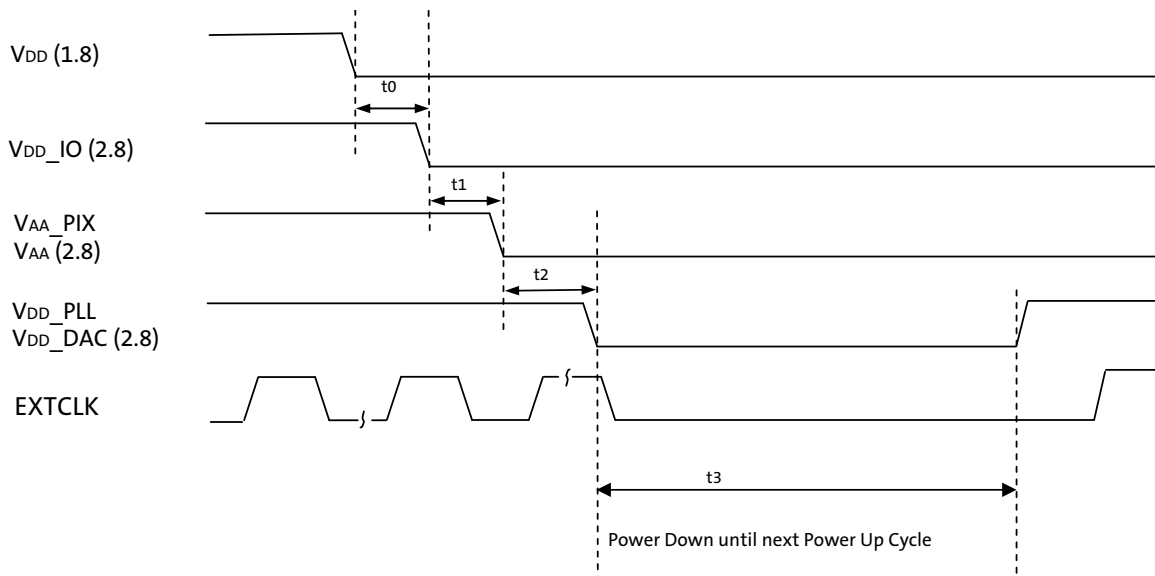 VDD (1.8)
t0
VDD_IO (2.8)
t1
VAA_PIX
VAA (2.8)
t2
VDD_PLL
VDD_DAC (2.8)
EXTCLK
t3
Power Down until next Power Up Cycle